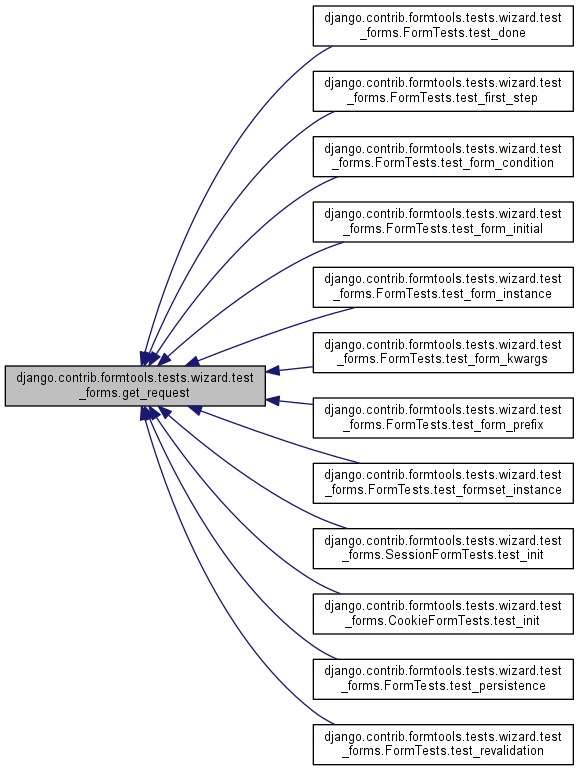 django.contrib.formtools.tests.wizard.test
_forms.FormTests.test_done
django.contrib.formtools.tests.wizard.test
_forms.FormTests.test_first_step
django.contrib.formtools.tests.wizard.test
_forms.FormTests.test_form_condition
django.contrib.formtools.tests.wizard.test
_forms.FormTests.test_form_initial
django.contrib.formtools.tests.wizard.test
_forms.FormTests.test_form_instance
django.contrib.formtools.tests.wizard.test
_forms.FormTests.test_form_kwargs
django.contrib.formtools.tests.wizard.test
_forms.get_request
django.contrib.formtools.tests.wizard.test
_forms.FormTests.test_form_prefix
django.contrib.formtools.tests.wizard.test
_forms.FormTests.test_formset_instance
django.contrib.formtools.tests.wizard.test
_forms.SessionFormTests.test_init
django.contrib.formtools.tests.wizard.test
_forms.CookieFormTests.test_init
django.contrib.formtools.tests.wizard.test
_forms.FormTests.test_persistence
django.contrib.formtools.tests.wizard.test
_forms.FormTests.test_revalidation